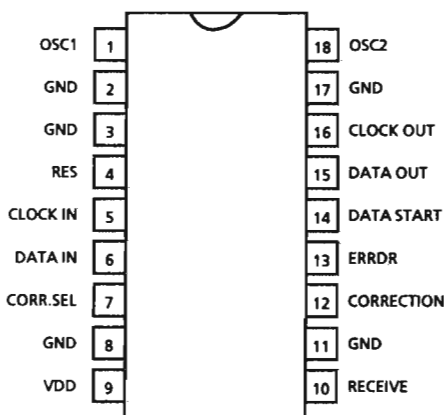 OSC1 1 18 OSC2
GND 2 17 GND
GND 3 16 CLOCK OUT
RES 4 15 DATA OUT
CLOCK IN 5 14 DATA START
DATA IN 6 13 ERRDR
CORR.SEL 7 12 CORRECTION
GND 8 11 GND
VDD 9 10 RECEIVE